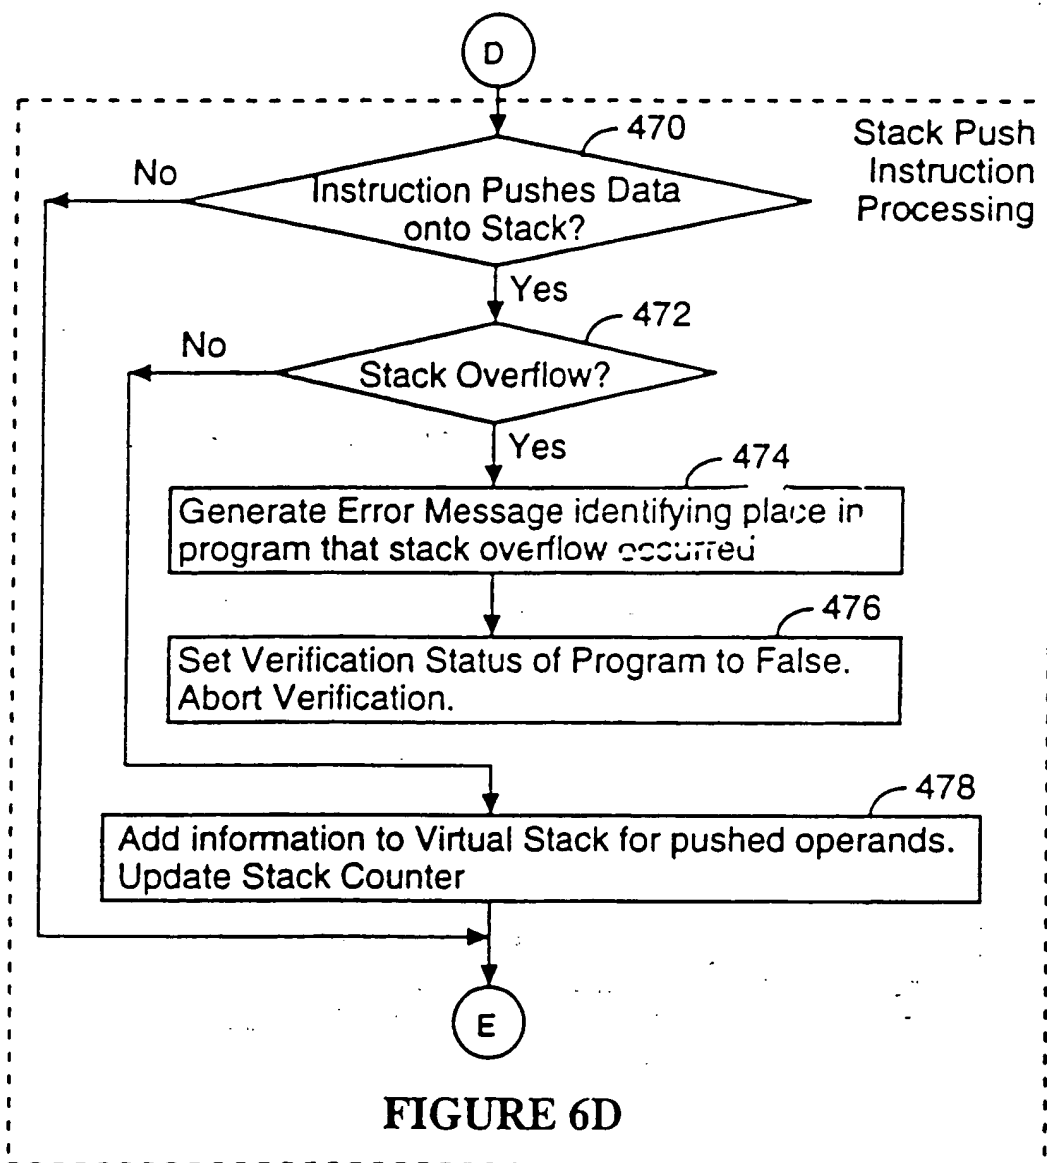 D
470
Stack Push
Instruction
Processing
No
Instruction Pushes Data
onto Stack?
Yes
472
No
Stack Overflow?
Yes
474
Generate Error Message identifying place in
program that stack overflow occurred
476
Set Verification Status of Program to False.
Abort Verification.
478
Add information to Virtual Stack for pushed operands.
Update Stack Counter
E
FIGURE 6D